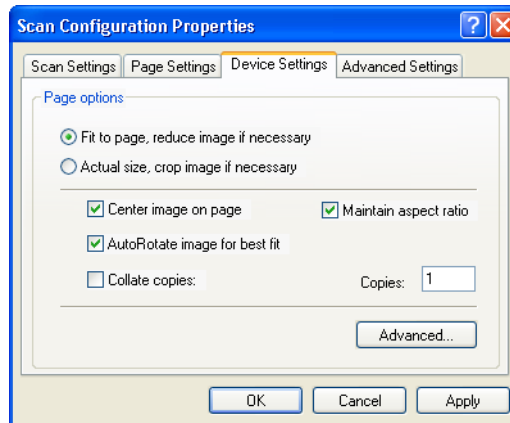 Scan Configuration Properties
Scan Settings Page Settings Device Settings Advanced Settings
Page options
Fit to page, reduce image if necessary
Actual size, crop image if necessary
Center image on page Maintain aspect ratio
AutoRotate image for best fit
Collate copies: Copies: 1
Advanced...
OK Cancel Apply